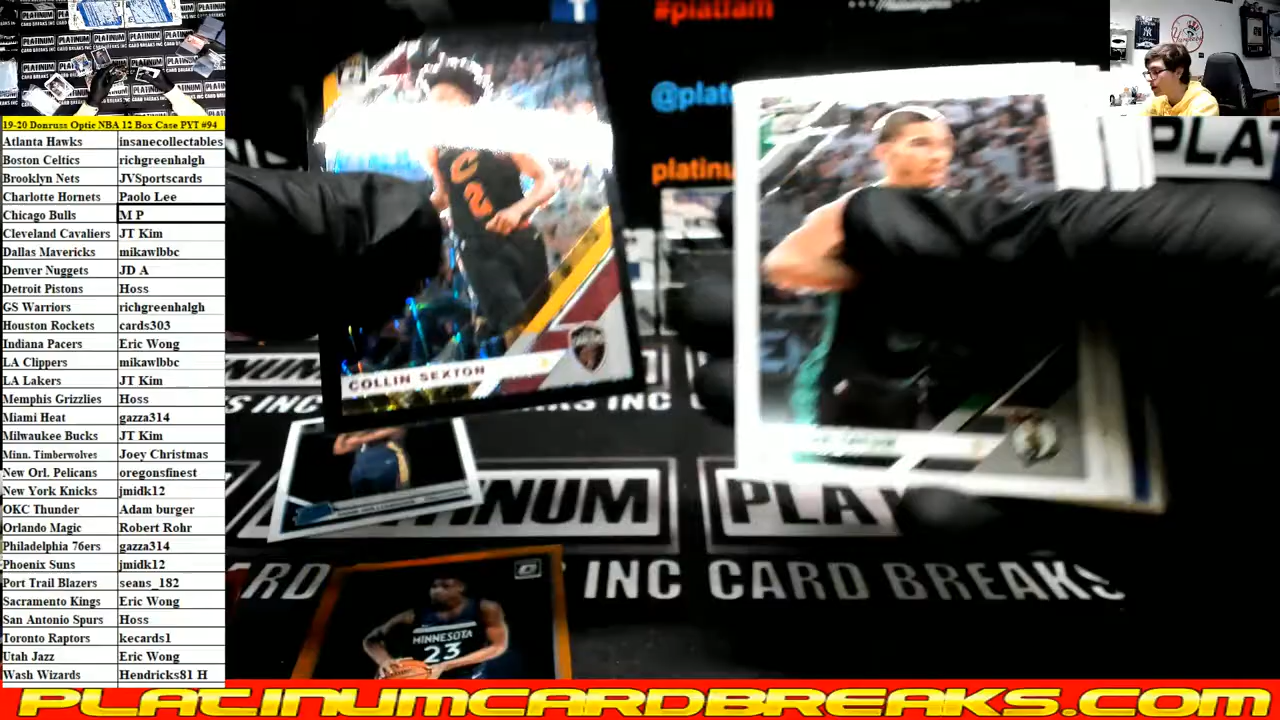 #platfam
@plat
platinu
19-20 Donruss Optic NBA 12 Box Case PYT #94
Atlanta Hawks insanecollectables
Boston Celtics richgreenhalgh
Brooklyn Nets JVSportscards
Charlotte Hornets Paolo Lee
Chicago Bulls M P
Cleveland Cavaliers JT Kim
Dallas Mavericks mikawlbbc
Denver Nuggets JD A
Detroit Pistons Hoss
GS Warriors richgreenhalgh
Houston Rockets cards303
Indiana Pacers Eric Wong
LA Clippers mikawlbbc
LA Lakers JT Kim
Memphis Grizzlies Hoss
Miami Heat gazza314
Milwaukee Bucks JT Kim
Minn. Timberwolves Joey Christmas
New Orl. Pelicans oregonsfinest
New York Knicks jmidk12
OKC Thunder Adam burger
Orlando Magic Robert Rohr
Philadelphia 76ers gazza314
Phoenix Suns jmidk12
Port Trail Blazers seans_182
Sacramento Kings Eric Wong
San Antonio Spurs Hoss
Toronto Raptors kecards1
Utah Jazz Eric Wong
Wash Wizards Hendricks81 H
COLLIN SEXTON
PLA
INC
PLATINUM PLA
ARD INC CARD BREAKS
MINNESOTA
23
PLATINUMCARDBREAKS.COM